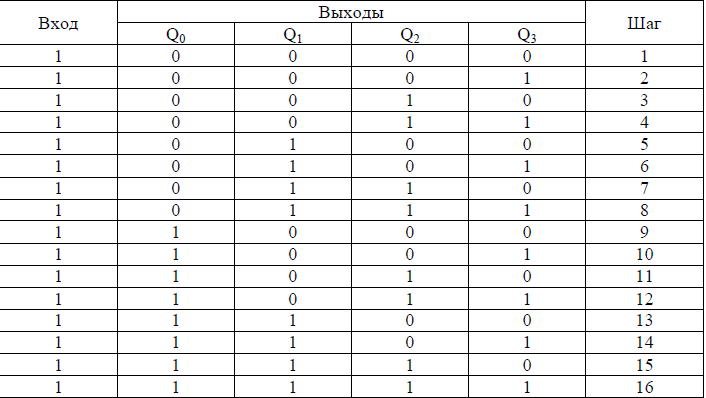 Вход Выходы Шаг
Q0 Q1 Q2 Q3
1 0 0 0 0 1
1 0 0 0 1 2
1 0 0 1 0 3
1 0 0 1 1 4
1 0 1 0 0 5
1 0 1 0 1 6
1 0 1 1 0 7
1 0 1 1 1 8
1 1 0 0 0 9
1 1 0 0 1 10
1 1 0 1 0 11
1 1 0 1 1 12
1 1 1 0 0 13
1 1 1 0 1 14
1 1 1 1 0 15
1 1 1 1 1 16